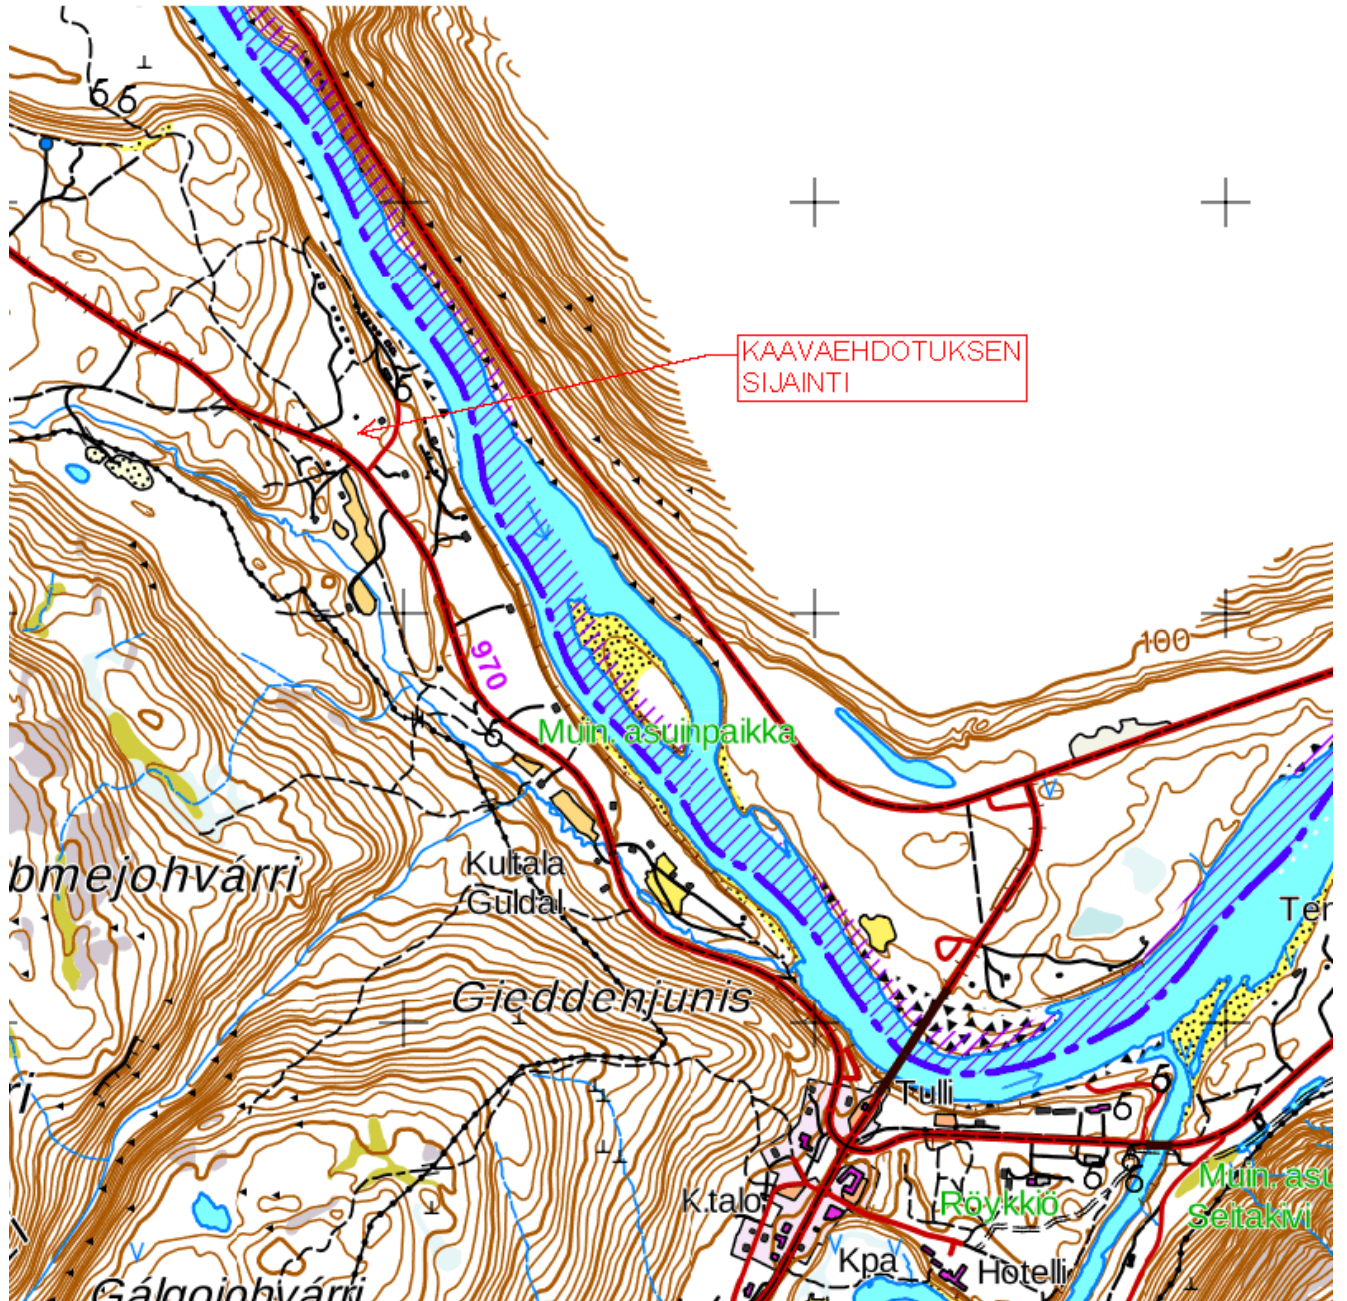 KAAVAEHDOTUKSEN
SIJAINTI
100
970
Muin. asuinpaikka
Kultala
Guldal
bmejohvárri
Ter
Gieddenjunis
Tulli
K.talo
Röykkiö
Muin. asu
Seitakivi
Kpa
Hotelli
Gálgojohvárri